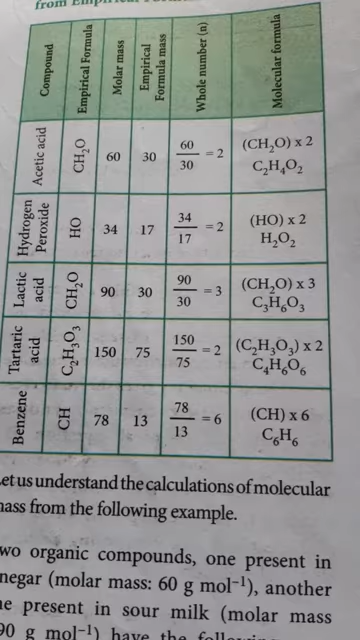 from Empirical Form
Compound
Empirical Formula
Molar mass
Empirical
Formula mass
Whole number (n)
Molecular formula
Acetic acid
CH₂O
60
30
60/30 = 2
(CH₂O) x 2
C₂H₄O₂
Hydrogen
Peroxide
HO
34
17
34/17 = 2
(HO) x 2
H₂O₂
Lactic
acid
CH₂O
90
30
90/30 = 3
(CH₂O) x 3
C₃H₆O₃
Tartaric
acid
C₂H₃O₃
150
75
150/75 = 2
(C₂H₃O₃) x 2
C₄H₆O₆
Benzene
CH
78
13
78/13 = 6
(CH) x 6
C₆H₆
et us understand the calculations of molecular
mass from the following example.
wo organic compounds, one present in
negar (molar mass: 60 g mol⁻¹), another
ne present in sour milk (molar mass
90 g mol⁻¹) have the following